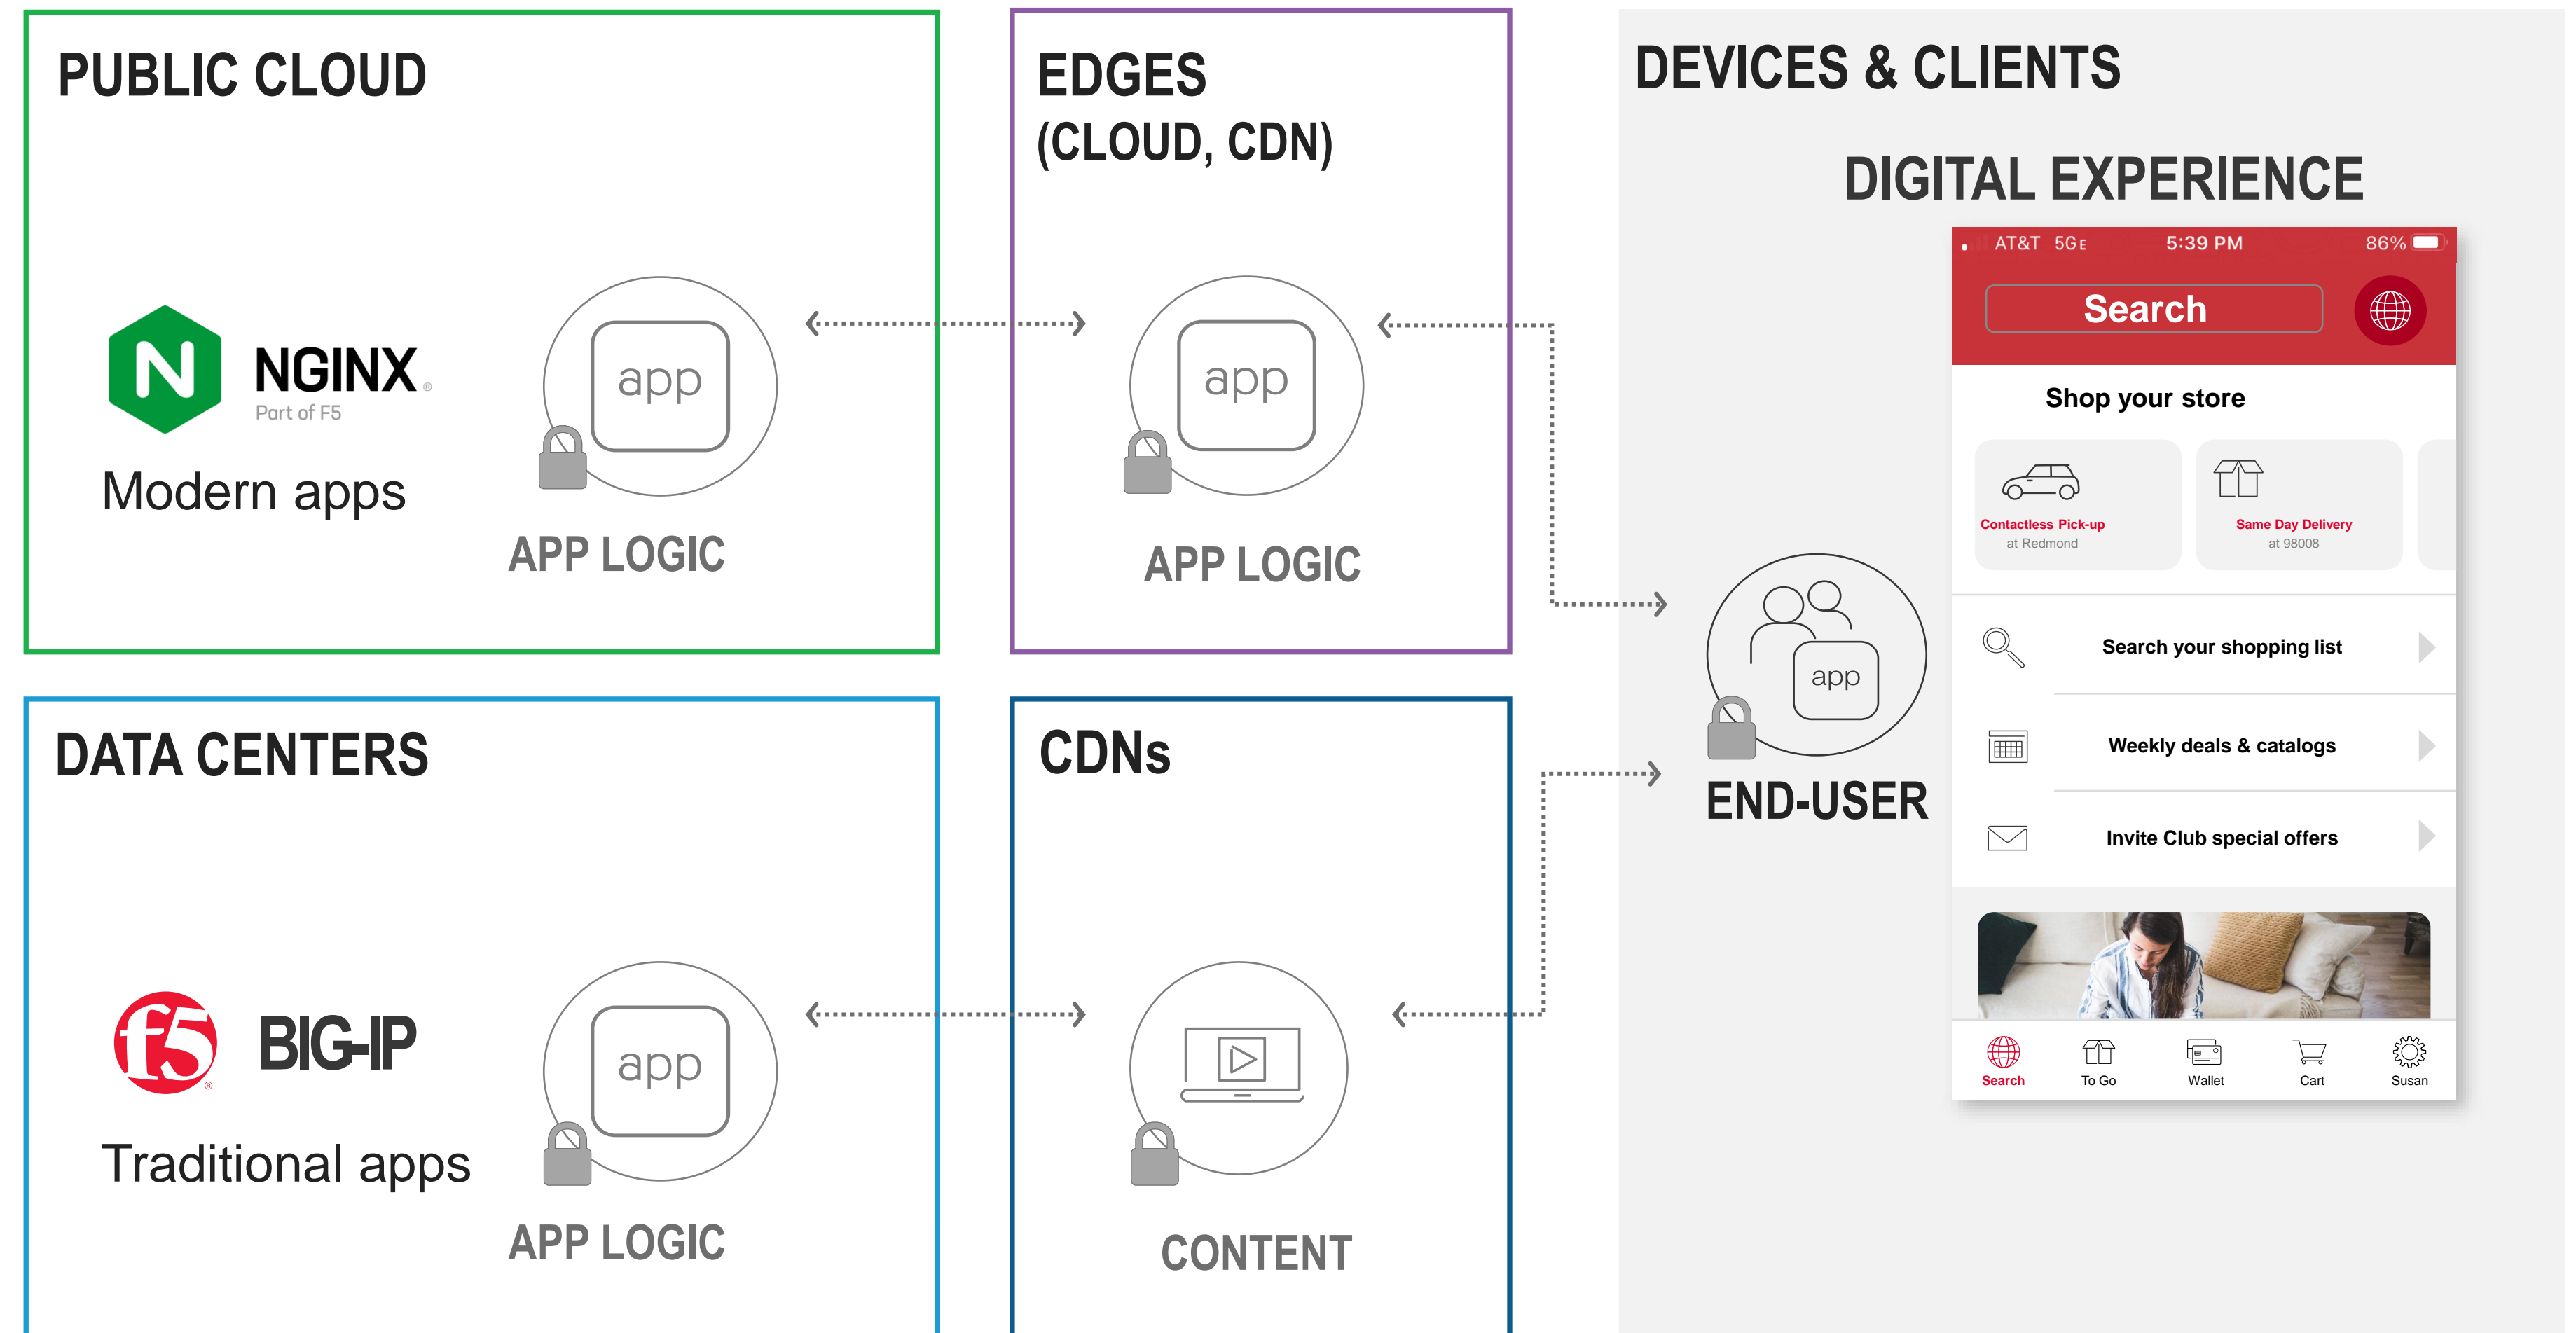 PUBLIC CLOUD
NGINX
®
Part of F5
Modern apps
app
APP LOGIC
EDGES
(CLOUD, CDN)
app
APP LOGIC
DATA CENTERS
f5
®
BIG-IP
Traditional apps
app
APP LOGIC
CDNs
CONTENT
DEVICES & CLIENTS
DIGITAL EXPERIENCE
app
END-USER
AT&T 5GE 5:39 PM 86%
Search
Shop your store
Contactless Pick-up
at Redmond
Same Day Delivery
at 98008
Search your shopping list
Weekly deals & catalogs
Invite Club special offers
Search To Go Wallet Cart Susan